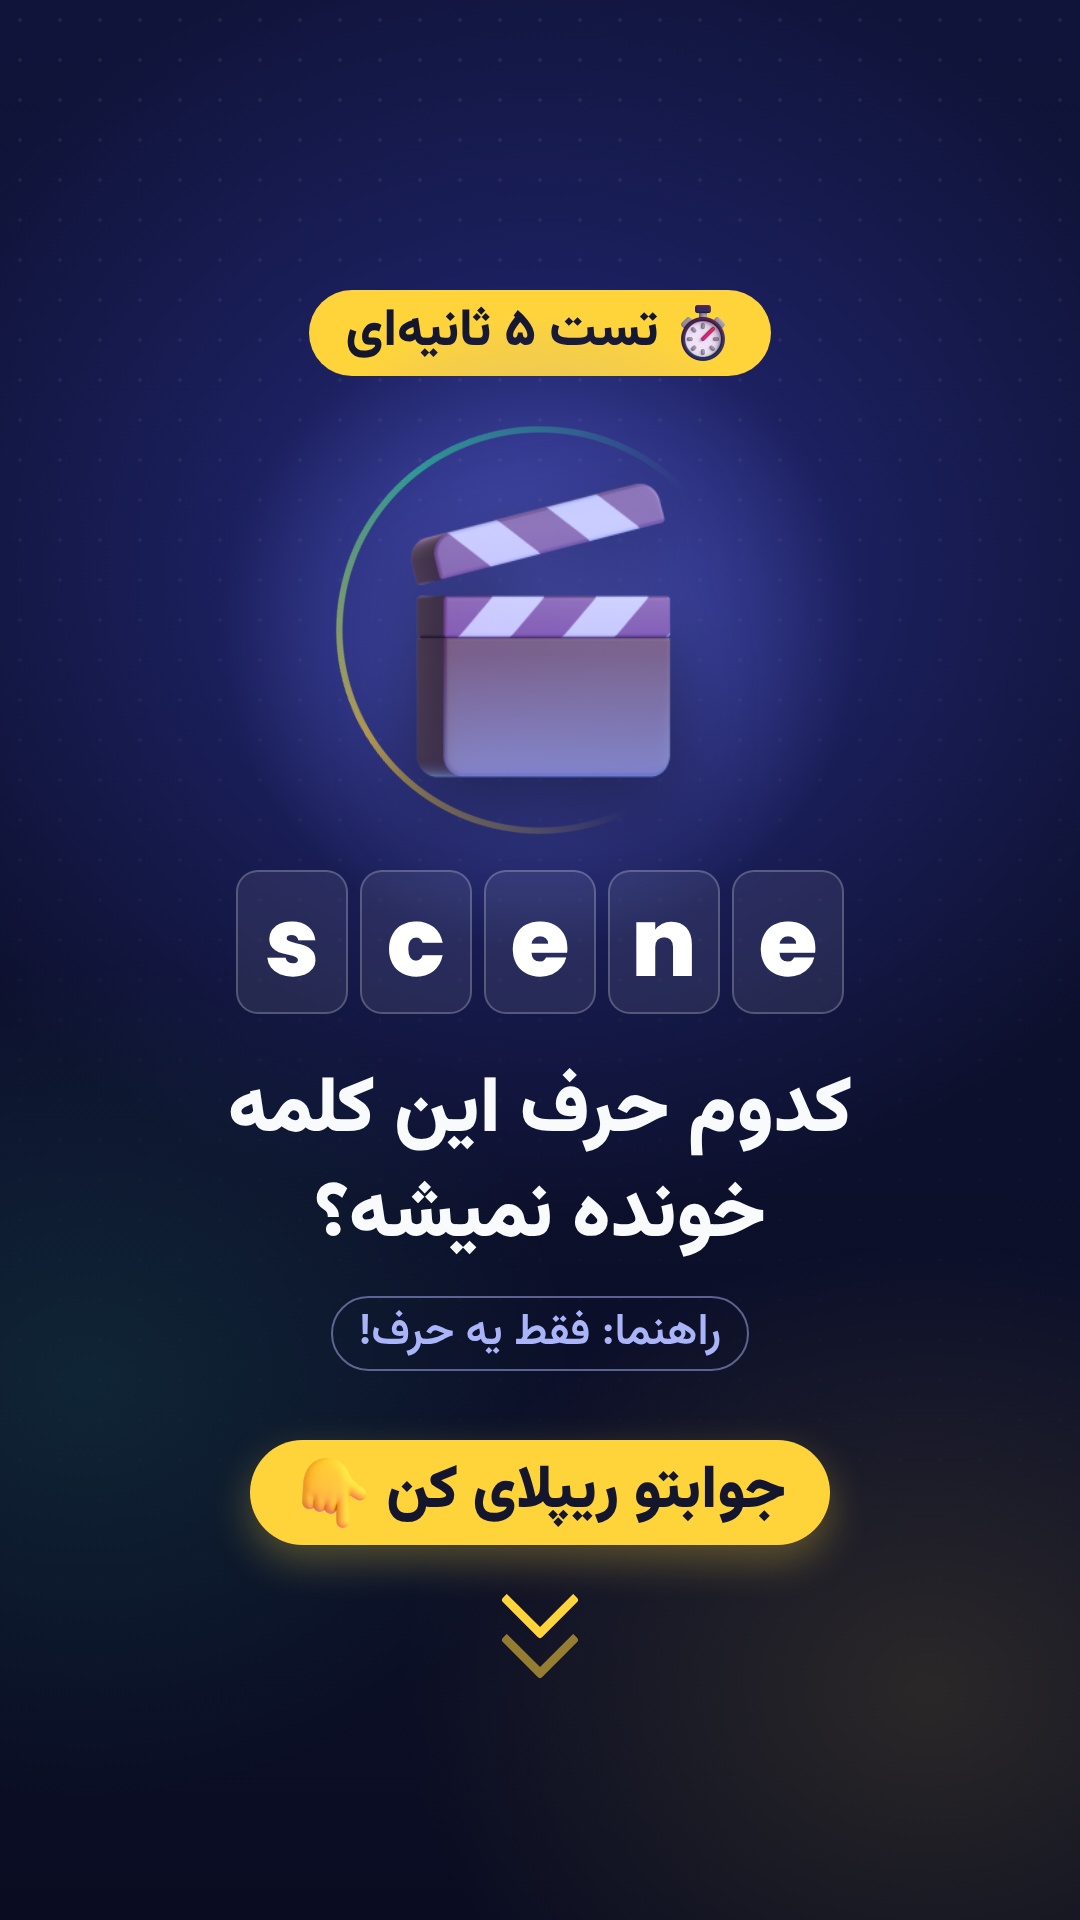 تست ۵ ثانیه‌ای
scene
کدوم حرف این کلمه
خونده نمیشه؟
راهنما: فقط یه حرف!
جوابتو ریپلای کن